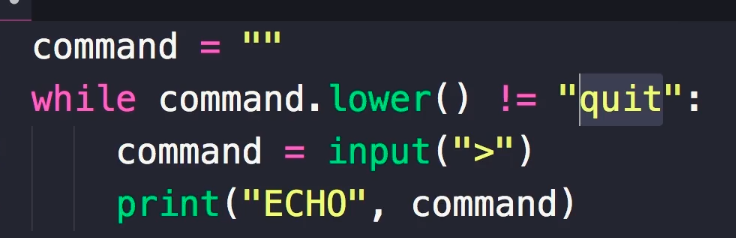 command = ""
while command.lower() != "quit":
    command = input(">")
    print("ECHO", command)